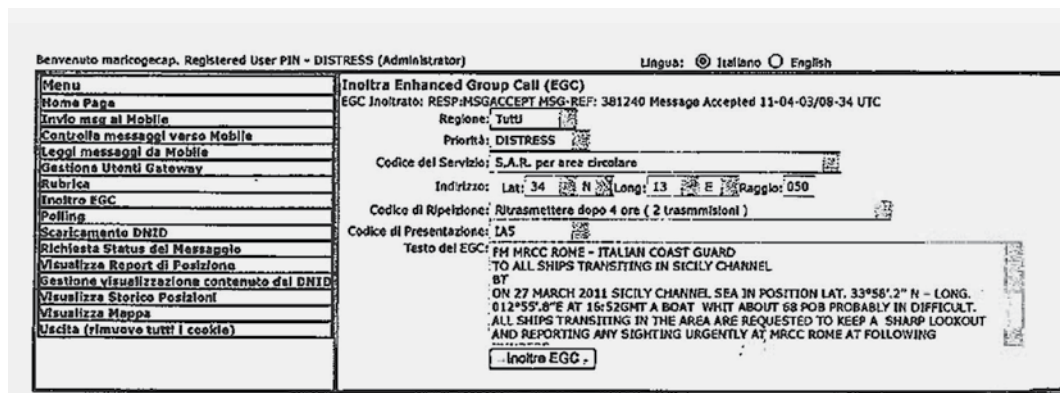 Benvenuto maricogecap. Registered User PIN - DISTRESS (Administrator)
Lingua: Italiano English
Menu
Home Page
Invio msg al Mobile
Controlla messaggi verso Mobile
Leggi messaggi da Mobile
Gestione Utenti Gateway
Rubrica
Inoltro EGC
Polling
Scaricamento DNID
Richiesta Status del Messaggio
Visualizza Report di Posizione
Gestione visualizzazione contenuto del DNID
Visualizza Storico Posizioni
Visualizza Mappa
Uscita (rimuove tutti i cookie)
Inoltra Enhanced Group Call (EGC)
EGC Inoltrato: RESP:MSGACCEPT MSG-REF: 381240 Message Accepted 11-04-03/08-34 UTC
Regione: Tutti
Priorità: DISTRESS
Codice del Servizio: S.A.R. per area circolare
Indirizzo: Lat: 34 N Long: 13 E Raggio: 050
Codice di Ripetizione: Ritrasmettere dopo 4 ore ( 2 trasmmisioni )
Codice di Presentazione: IA5
Testo del EGC:
FM MRCC ROME - ITALIAN COAST GUARD
TO ALL SHIPS TRANSITING IN SICILY CHANNEL
BT
ON 27 MARCH 2011 SICILY CHANNEL SEA IN POSITION LAT. 33°58'.2" N - LONG.
012°55'.8"E AT 16:52GMT A BOAT WHIT ABOUT 68 POB PROBABLY IN DIFFICULT.
ALL SHIPS TRANSITING IN THE AREA ARE REQUESTED TO KEEP A SHARP LOOKOUT
AND REPORTING ANY SIGHTING URGENTLY AT MRCC ROME AT FOLLOWING
Inoltre EGC